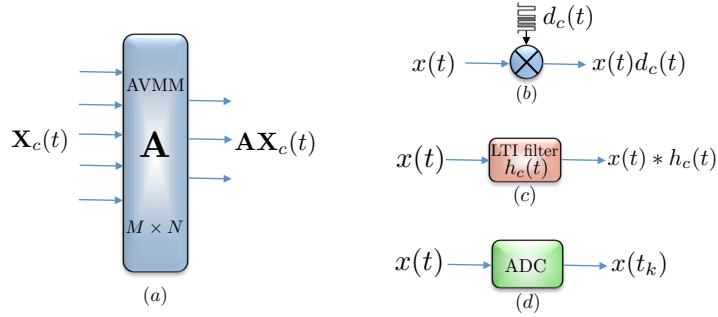 AVMM
X_c(t)
A
AX_c(t)
M × N
(a)
d_c(t)
x(t)
x(t)d_c(t)
(b)
x(t)
LTI filter
h_c(t)
x(t) ∗ h_c(t)
(c)
x(t)
ADC
x(t_k)
(d)